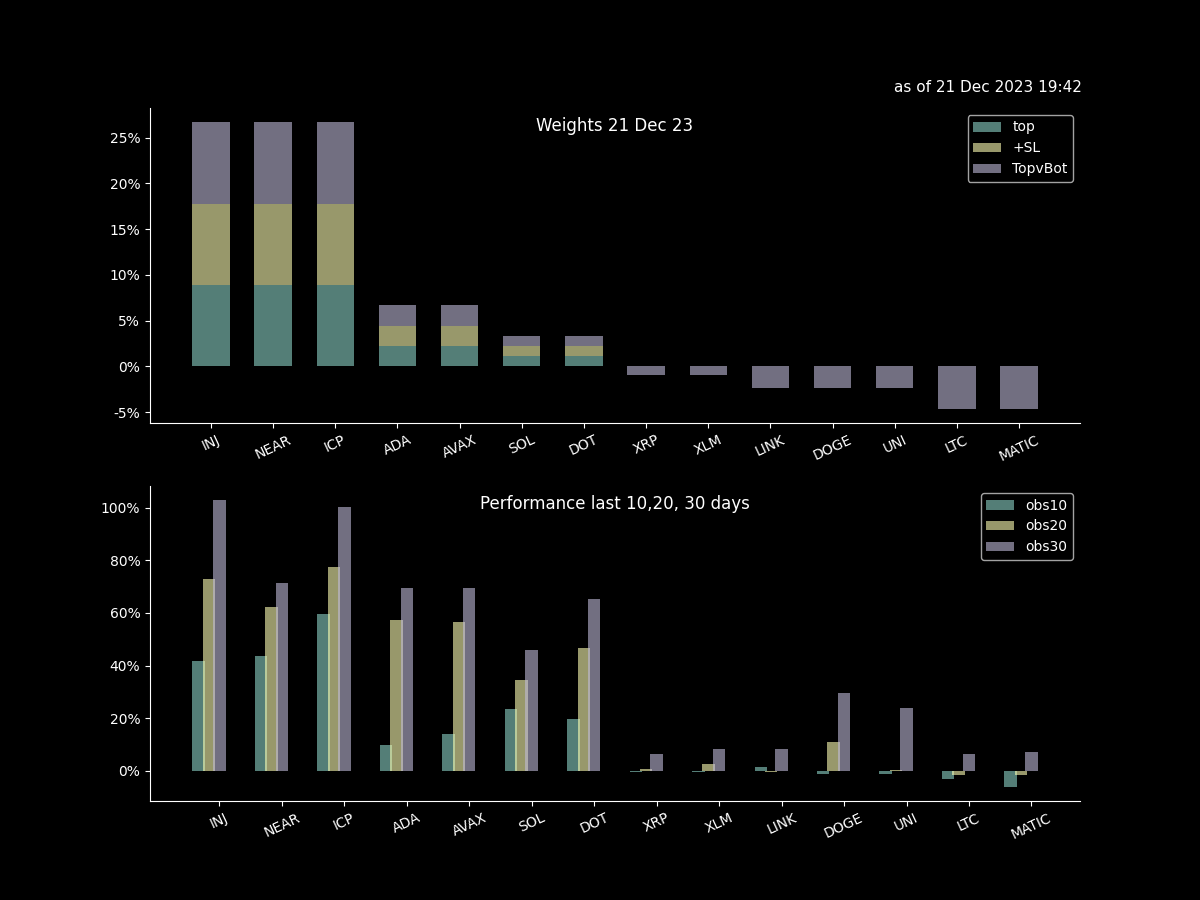 as of 21 Dec 2023 19:42
Weights 21 Dec 23
top
+SL
TopvBot
25%
20%
15%
10%
5%
0%
-5%
INJ NEAR ICP ADA AVAX SOL DOT XRP XLM LINK DOGE UNI LTC MATIC
Performance last 10,20, 30 days
obs10
obs20
obs30
100%
80%
60%
40%
20%
0%
INJ NEAR ICP ADA AVAX SOL DOT XRP XLM LINK DOGE UNI LTC MATIC